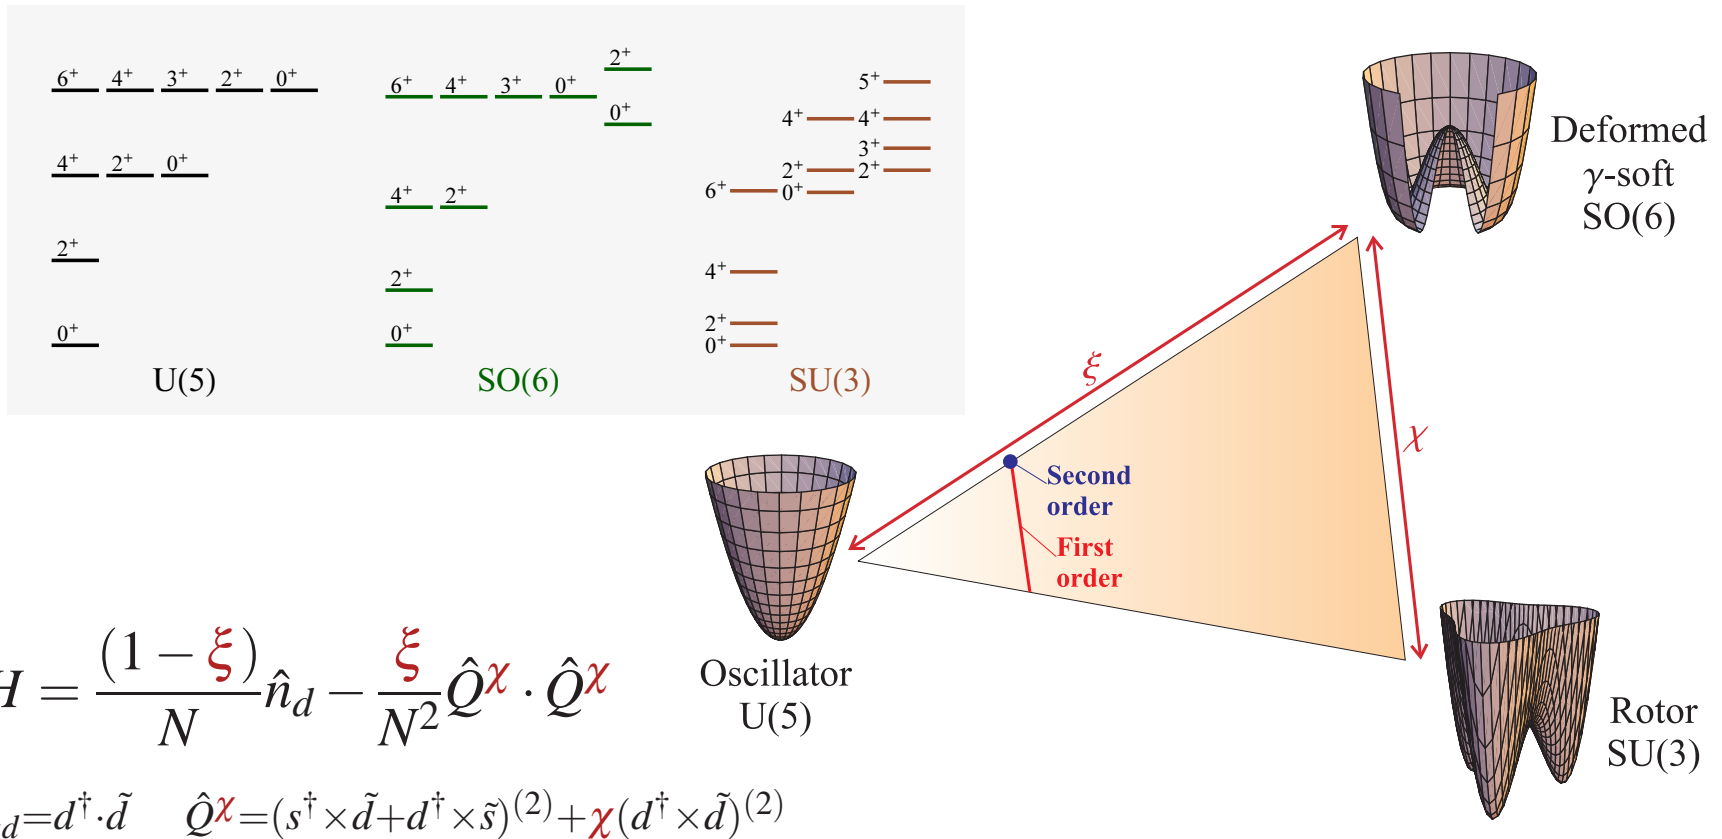 6⁺ 4⁺ 3⁺ 2⁺ 0⁺
4⁺ 2⁺ 0⁺
2⁺
0⁺
U(5)
2⁺
6⁺ 4⁺ 3⁺ 0⁺
0⁺
4⁺ 2⁺
2⁺
0⁺
SO(6)
5⁺
4⁺ 4⁺
3⁺
2⁺ 2⁺
6⁺ 0⁺
4⁺
2⁺
0⁺
SU(3)
Deformed
γ-soft
SO(6)
ξ
χ
Second
order
First
order
Oscillator
U(5)
Rotor
SU(3)
H = (1 − ξ)/N n̂_d − ξ/N² Q̂^χ · Q̂^χ
_d=d†·d̃ Q̂^χ=(s†×d̃+d†×s̃)⁽²⁾+χ(d†×d̃)⁽²⁾